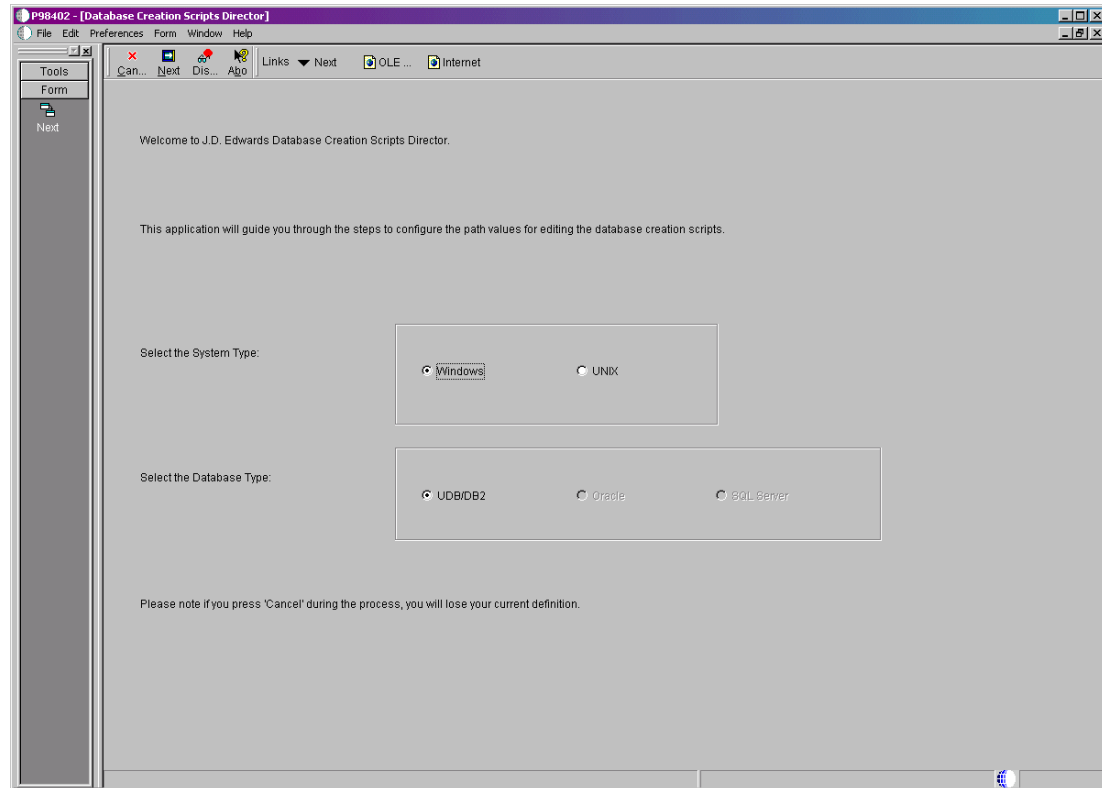 P98402 - [Database Creation Scripts Director]
File Edit Preferences Form Window Help
Can... Next Dis... Abo Links Next OLE ... Internet
Tools
Form
Next
Welcome to J.D. Edwards Database Creation Scripts Director.
This application will guide you through the steps to configure the path values for editing the database creation scripts.
Select the System Type:
Windows UNIX
Select the Database Type:
UDB/DB2 Oracle SQL Server
Please note if you press 'Cancel' during the process, you will lose your current definition.